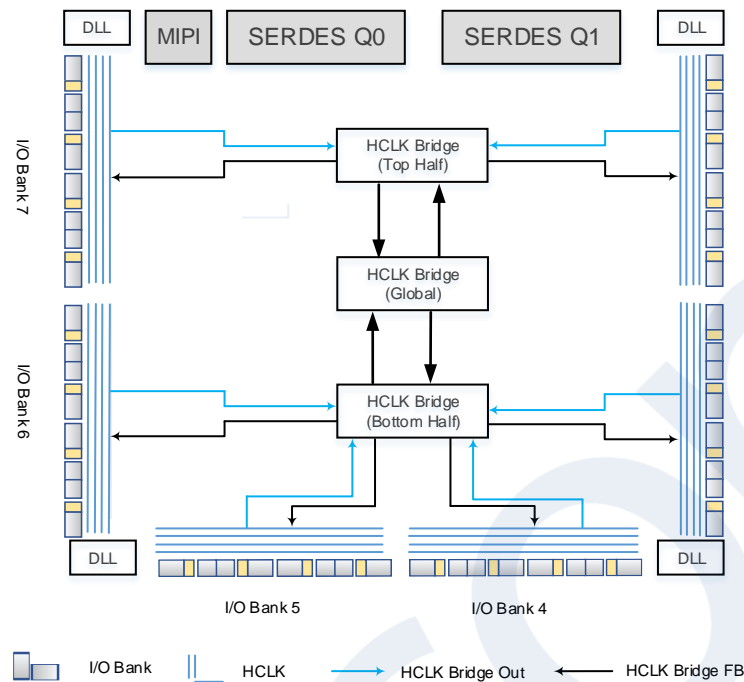 DLL
MIPI
SERDES Q0
SERDES Q1
DLL
I/O Bank 7
HCLK Bridge
(Top Half)
HCLK Bridge
(Global)
I/O Bank 6
HCLK Bridge
(Bottom Half)
DLL
DLL
I/O Bank 5
I/O Bank 4
I/O Bank
HCLK
HCLK Bridge Out
HCLK Bridge FB